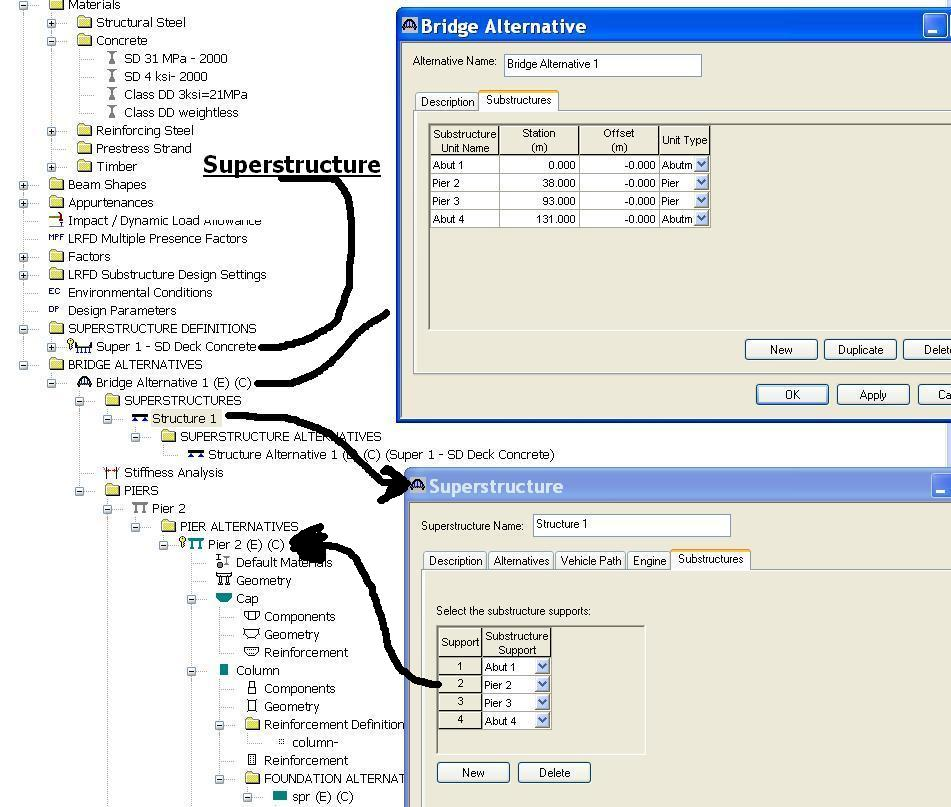 Materials
Structural Steel
Concrete
SD 31 MPa - 2000
SD 4 ksi- 2000
Class DD 3ksi=21MPa
Class DD weightless
Reinforcing Steel
Prestress Strand
Timber
Superstructure
Beam Shapes
Appurtenances
Impact / Dynamic Load Allowance
MPF LRFD Multiple Presence Factors
Factors
LRFD Substructure Design Settings
EC Environmental Conditions
DP Design Parameters
SUPERSTRUCTURE DEFINITIONS
Super 1 - SD Deck Concrete
BRIDGE ALTERNATIVES
Bridge Alternative 1 (E) (C)
SUPERSTRUCTURES
Structure 1
SUPERSTRUCTURE ALTERNATIVES
Structure Alternative 1 (E) (C) (Super 1 - SD Deck Concrete)
Stiffness Analysis
PIERS
Pier 2
PIER ALTERNATIVES
Pier 2 (E) (C)
Default Materials
Geometry
Cap
Components
Geometry
Reinforcement
Column
Components
Geometry
Reinforcement Definition
column-
Reinforcement
FOUNDATION ALTERNAT
spr (E) (C)
Bridge Alternative
Alternative Name: Bridge Alternative 1
Description Substructures
Substructure Unit Name Station (m) Offset (m) Unit Type
Abut 1 0.000 -0.000 Abutm
Pier 2 38.000 -0.000 Pier
Pier 3 93.000 -0.000 Pier
Abut 4 131.000 -0.000 Abutm
New Duplicate Delet
OK Apply Ca
Superstructure
Superstructure Name: Structure 1
Description Alternatives Vehicle Path Engine Substructures
Select the substructure supports:
Support Substructure Support
1 Abut 1
2 Pier 2
3 Pier 3
4 Abut 4
New Delete